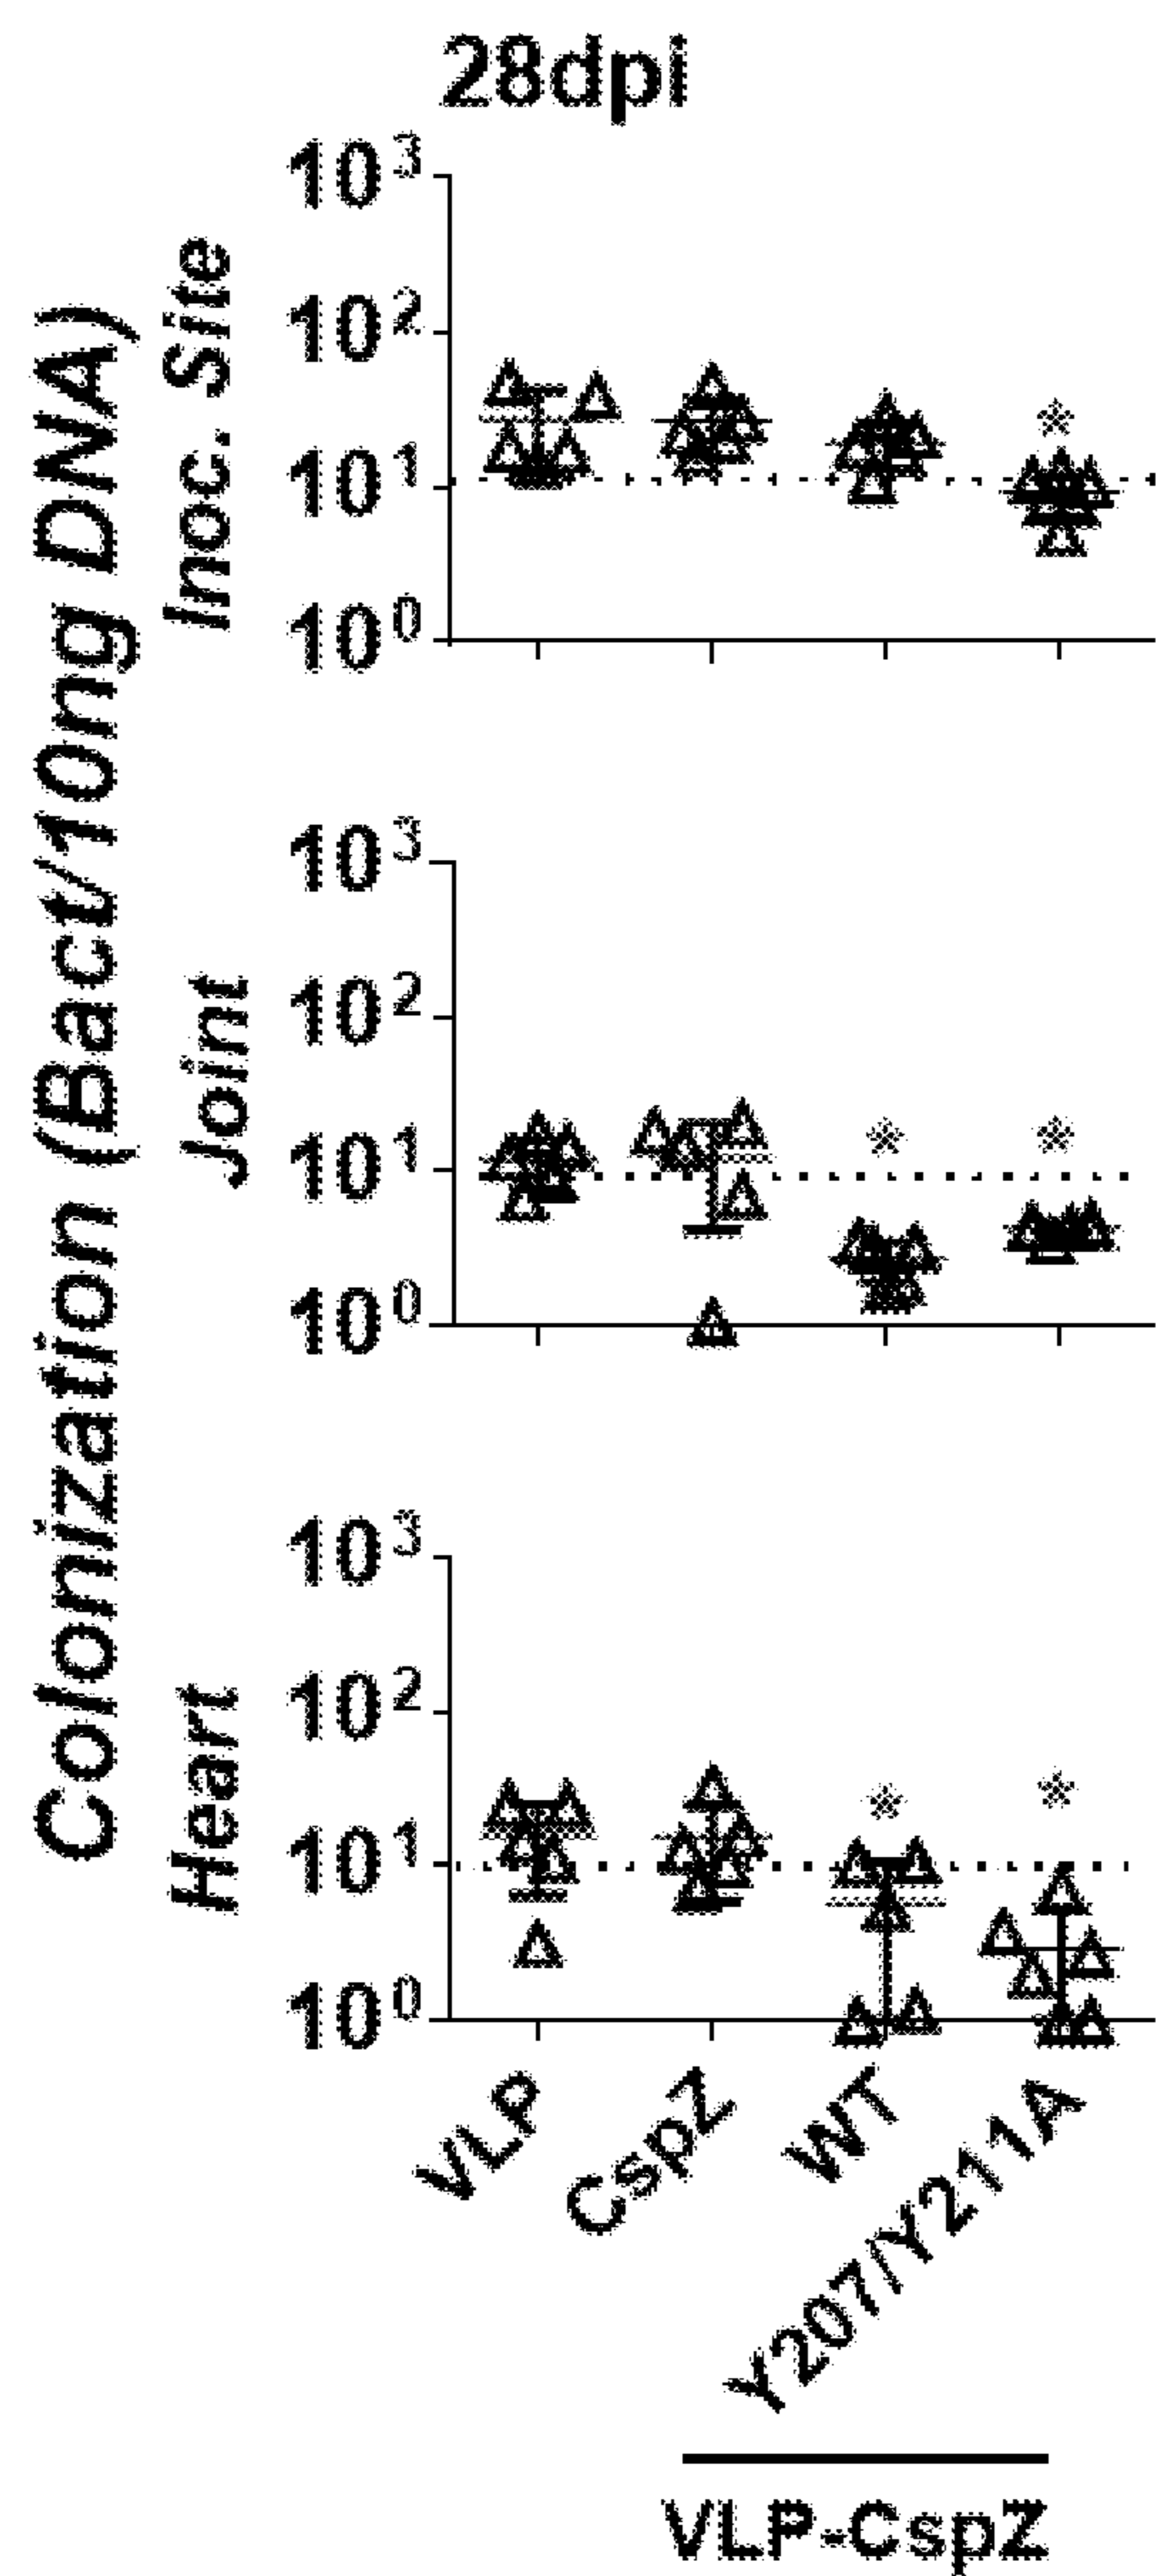 28dpi
Colonization (Bact/10ng DNA)
Inoc. Site
10³
10²
10¹
10⁰
*
Joint
10³
10²
10¹
10⁰
* *
Heart
10³
10²
10¹
10⁰
* *
VLP
CspZ
WT
Y207/Y211A
VLP-CspZ